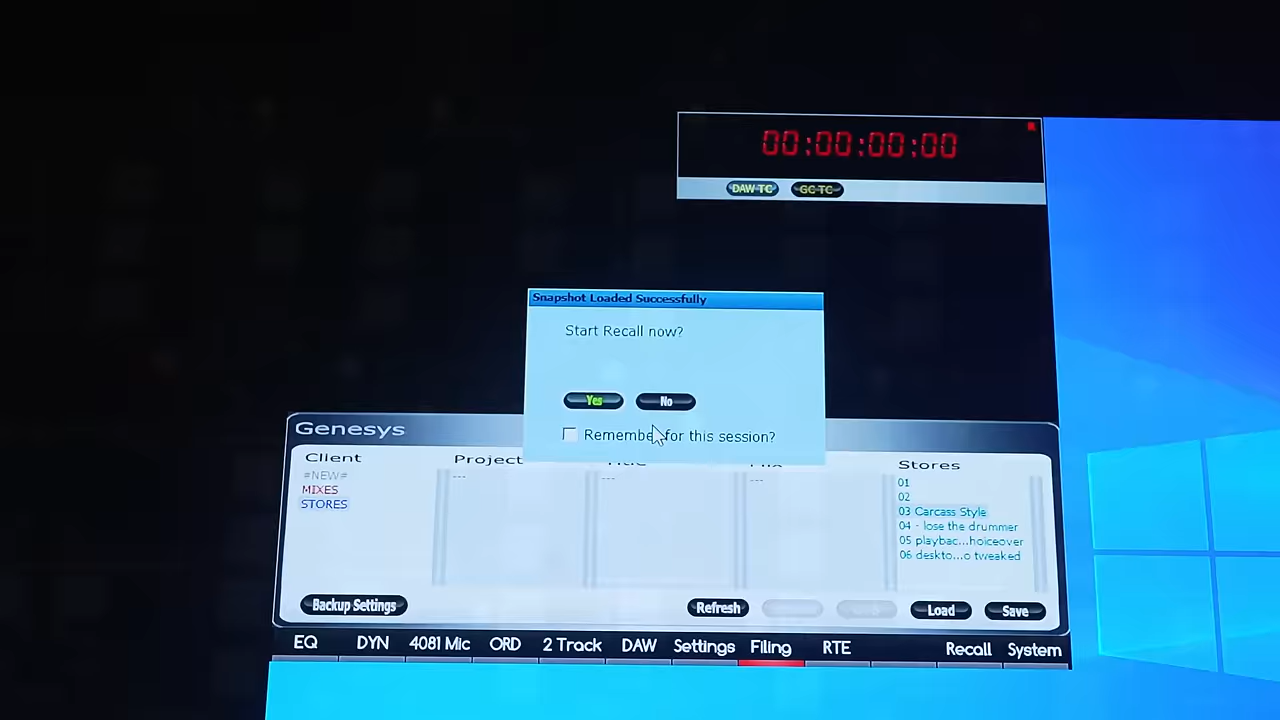 00:00:00:00
DAW TC GC TC
Snapshot Loaded Successfully
Start Recall now?
Yes No
Remember for this session?
Genesys
Client Project Title File Stores
#NEW#
MIXES
STORES
--- --- ---
01
02
03 Carcass Style
04 - lose the drummer
05 playbac...hoiceover
06 deskto...o tweaked
Backup Settings Refresh Load Save
EQ DYN 4081 Mic ORD 2 Track DAW Settings Filing RTE Recall System